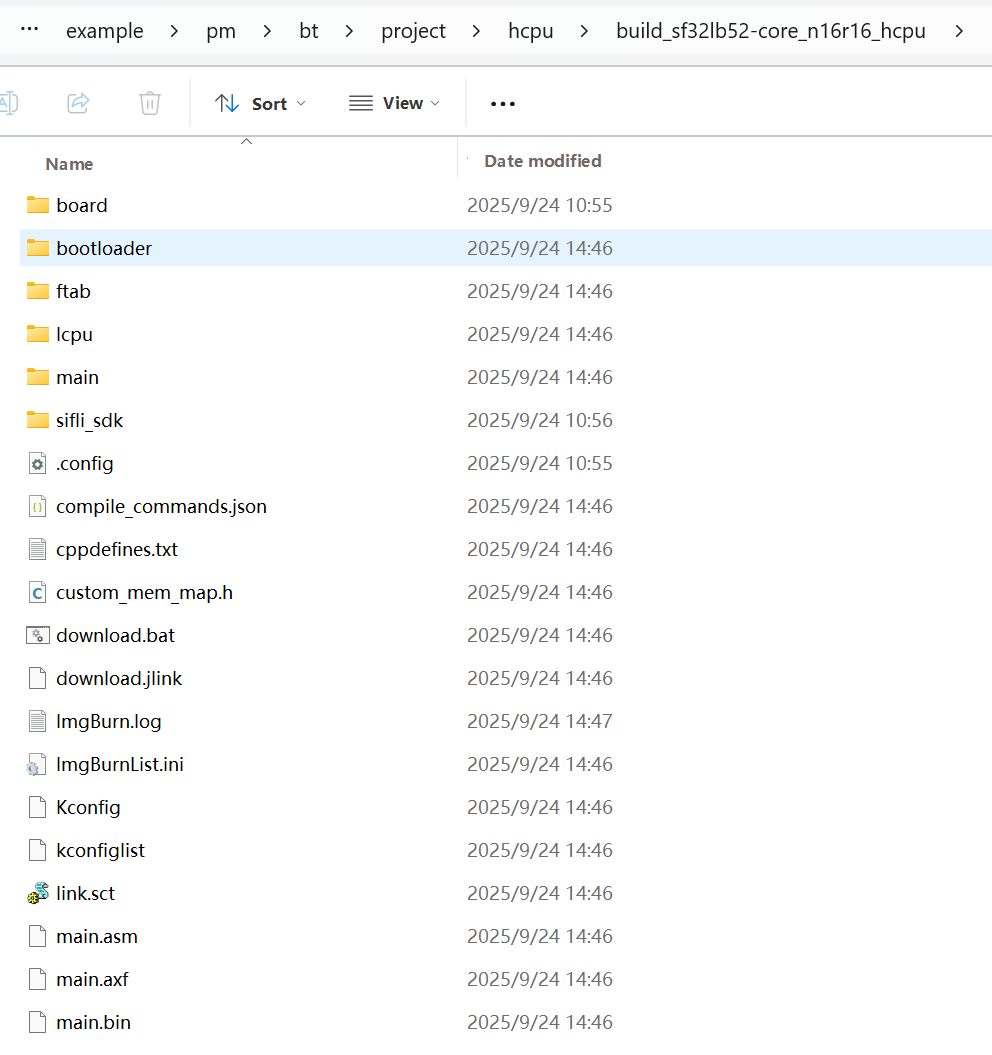 ··· example > pm > bt > project > hcpu > build_sf32lb52-core_n16r16_hcpu >
Sort View ···
Name Date modified
board 2025/9/24 10:55
bootloader 2025/9/24 14:46
ftab 2025/9/24 14:46
lcpu 2025/9/24 14:46
main 2025/9/24 14:46
sifli_sdk 2025/9/24 10:56
.config 2025/9/24 10:55
compile_commands.json 2025/9/24 14:46
cppdefines.txt 2025/9/24 14:46
custom_mem_map.h 2025/9/24 14:46
download.bat 2025/9/24 14:46
download.jlink 2025/9/24 14:46
ImgBurn.log 2025/9/24 14:47
ImgBurnList.ini 2025/9/24 14:46
Kconfig 2025/9/24 14:46
kconfiglist 2025/9/24 14:46
link.sct 2025/9/24 14:46
main.asm 2025/9/24 14:46
main.axf 2025/9/24 14:46
main.bin 2025/9/24 14:46